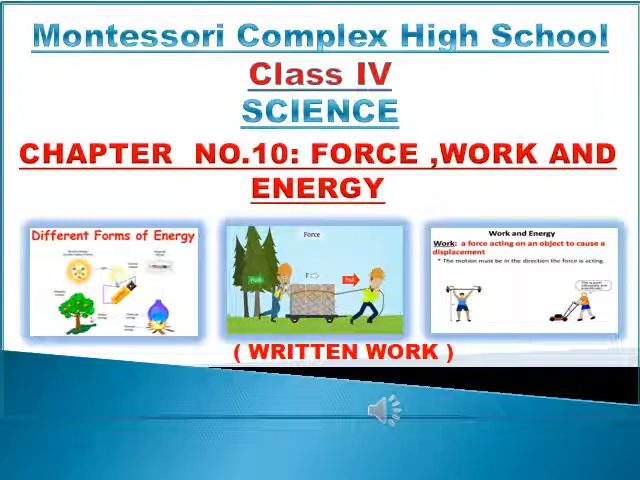 Montessori Complex High School
Class IV
SCIENCE
CHAPTER NO.10: FORCE ,WORK AND
ENERGY
Different Forms of Energy
Force
Push
F
Pull
Work and Energy
Work: a force acting on an object to cause a
displacement
* The motion must be in the direction the force is acting.
( WRITTEN WORK )